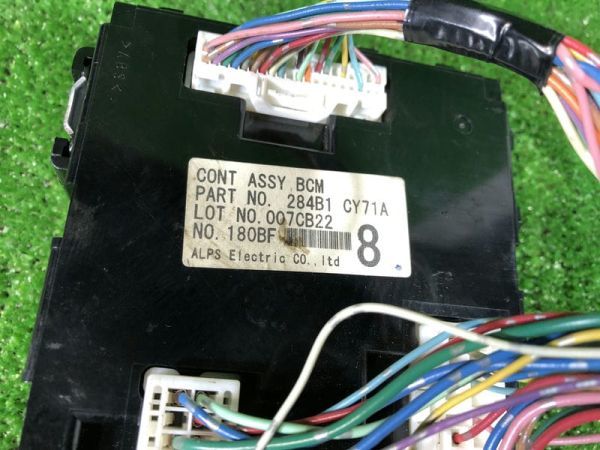 CONT ASSY BCM
PART NO. 284B1 CY71A
LOT NO. 007CB22
NO. 180BF 8
ALPS Electric CO., ltd